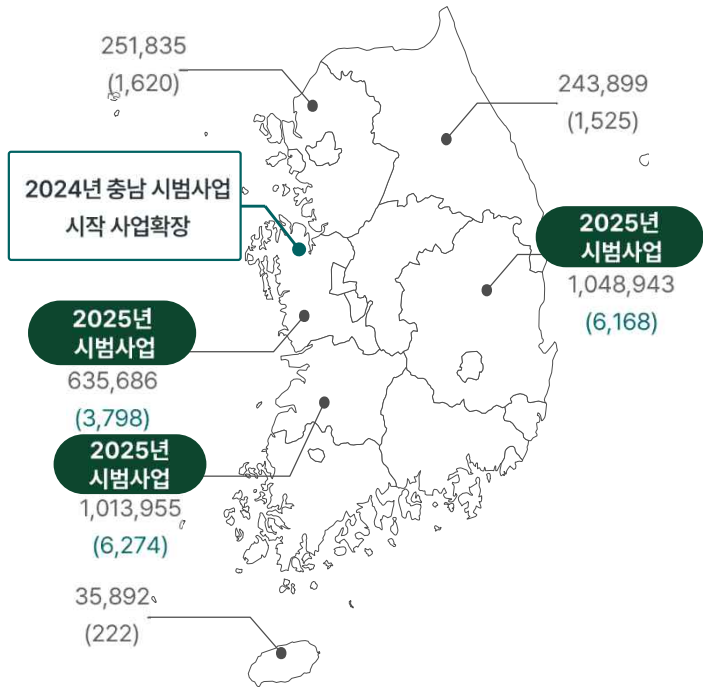 251,835
(1,620)
243,899
(1,525)
2024년 충남 시범사업
시작 사업확장
2025년
시범사업
1,048,943
(6,168)
2025년
시범사업
635,686
(3,798)
2025년
시범사업
1,013,955
(6,274)
35,892
(222)